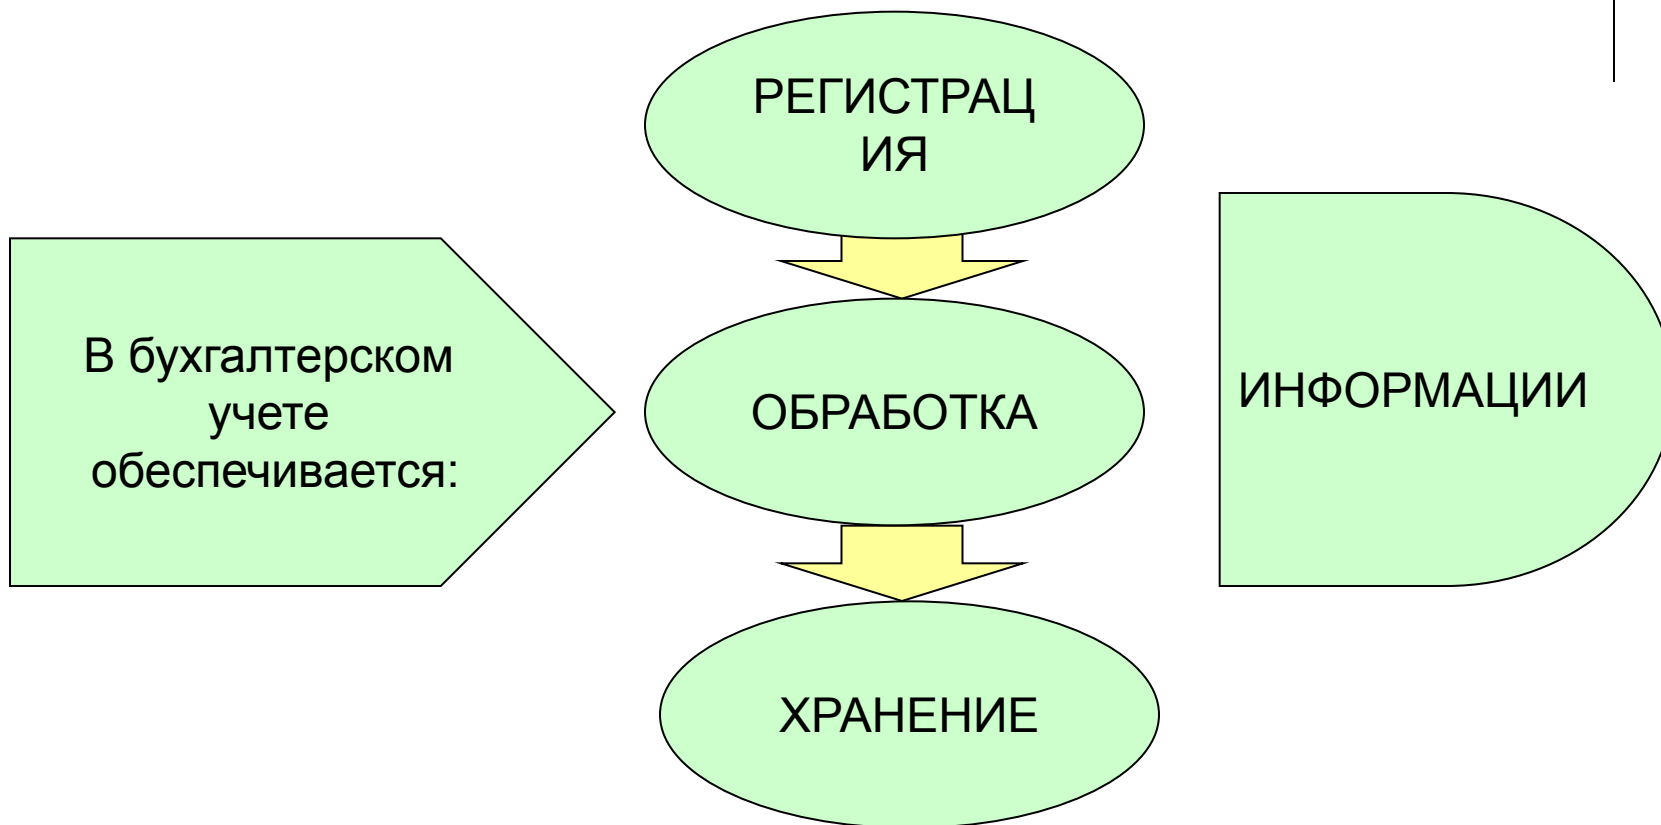 В бухгалтерском
учете
обеспечивается:
РЕГИСТРАЦ
ИЯ
ОБРАБОТКА
ХРАНЕНИЕ
ИНФОРМАЦИИ